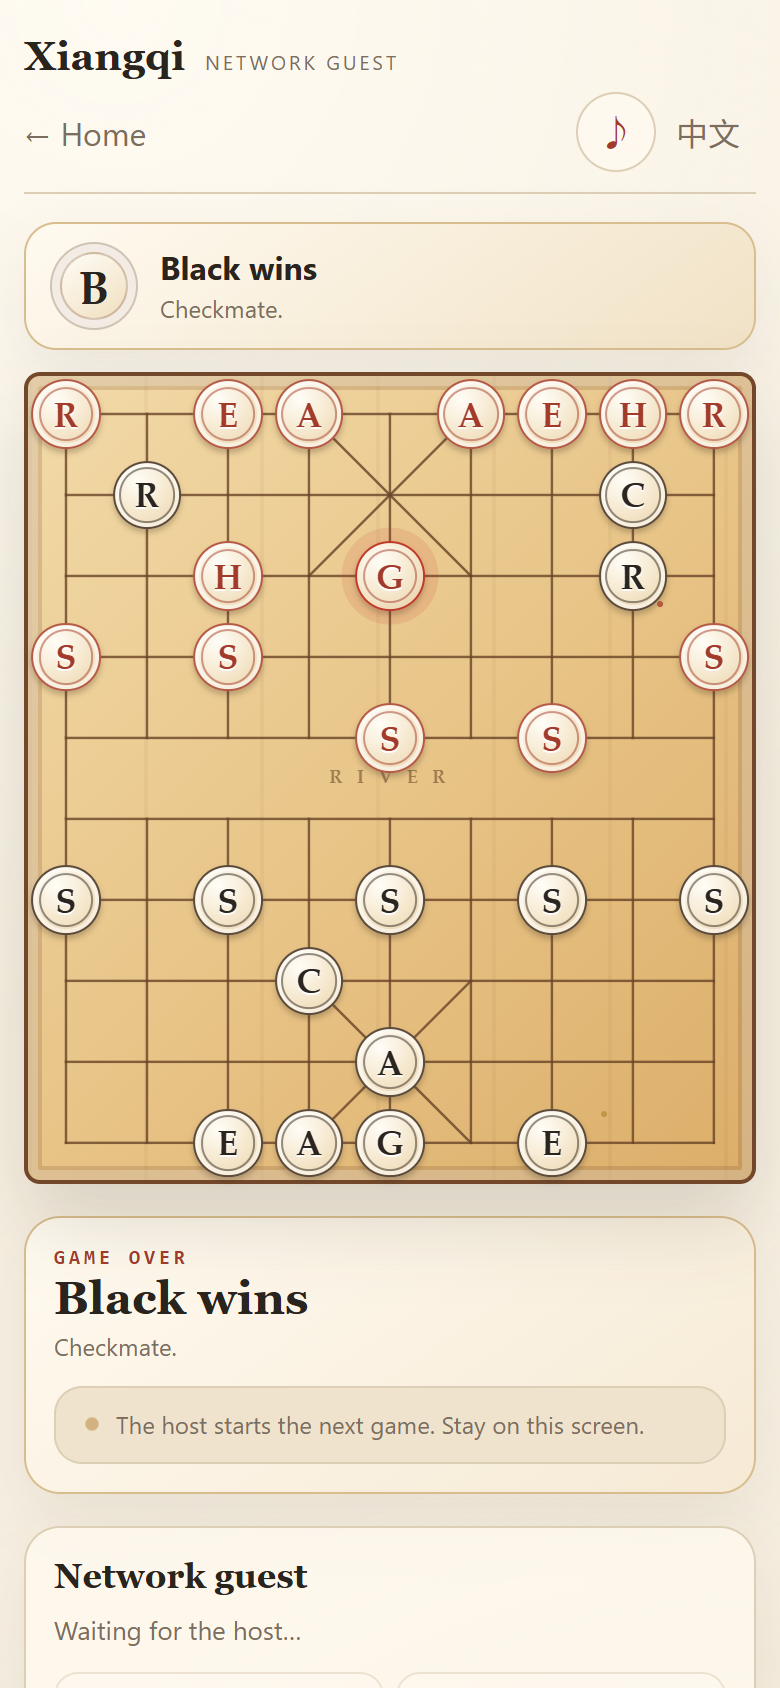 Xiangqi NETWORK GUEST
← Home ♪ 中文
B Black wins
Checkmate.
R E A A E H R
R C
H G R
S S S
S S
RIVER
S S S S S
C
A
E A G E
GAME OVER
Black wins
Checkmate.
The host starts the next game. Stay on this screen.
Network guest
Waiting for the host...